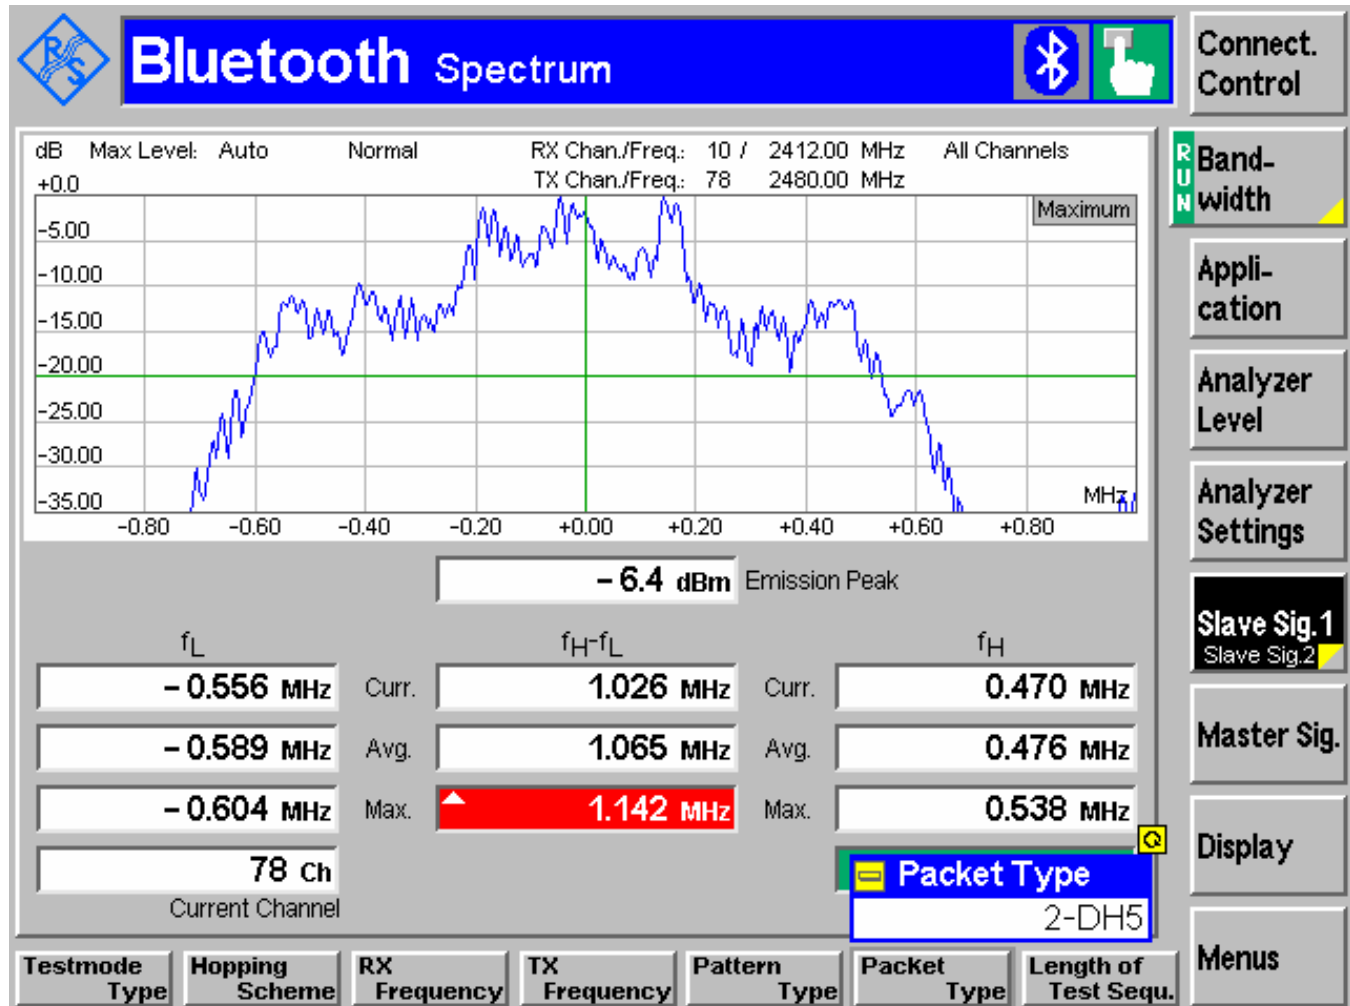 R&S
Bluetooth Spectrum
Connect.
Control
dB Max Level: Auto Normal RX Chan./Freq.: 10 / 2412.00 MHz All Channels
+0.0 TX Chan./Freq.: 78 2480.00 MHz
Maximum
-5.00
-10.00
-15.00
-20.00
-25.00
-30.00
-35.00
MHz
-0.80 -0.60 -0.40 -0.20 +0.00 +0.20 +0.40 +0.60 +0.80
RUN
Band-
width
Appli-
cation
Analyzer
Level
Analyzer
Settings
Slave Sig.1
Slave Sig.2
Master Sig.
Display
Menus
- 6.4 dBm Emission Peak
fL fH-fL fH
- 0.556 MHz Curr. 1.026 MHz Curr. 0.470 MHz
- 0.589 MHz Avg. 1.065 MHz Avg. 0.476 MHz
- 0.604 MHz Max. 1.142 MHz Max. 0.538 MHz
78 Ch
Current Channel
Packet Type
2-DH5
Testmode
Type
Hopping
Scheme
RX
Frequency
TX
Frequency
Pattern
Type
Packet
Type
Length of
Test Sequ.